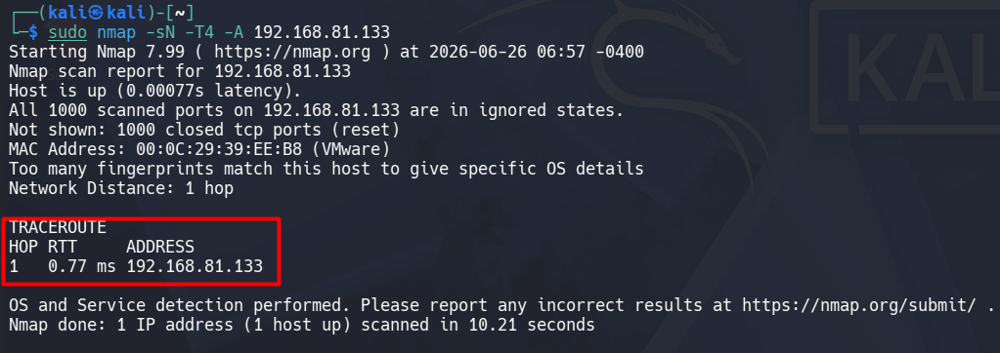 ┌──(kali㉿kali)-[~]
└─$ sudo nmap -sN -T4 -A 192.168.81.133
Starting Nmap 7.99 ( https://nmap.org ) at 2026-06-26 06:57 -0400
Nmap scan report for 192.168.81.133
Host is up (0.00077s latency).
All 1000 scanned ports on 192.168.81.133 are in ignored states.
Not shown: 1000 closed tcp ports (reset)
MAC Address: 00:0C:29:39:EE:B8 (VMware)
Too many fingerprints match this host to give specific OS details
Network Distance: 1 hop
TRACEROUTE
HOP RTT     ADDRESS
1   0.77 ms 192.168.81.133
OS and Service detection performed. Please report any incorrect results at https://nmap.org/submit/ .
Nmap done: 1 IP address (1 host up) scanned in 10.21 seconds
KAL